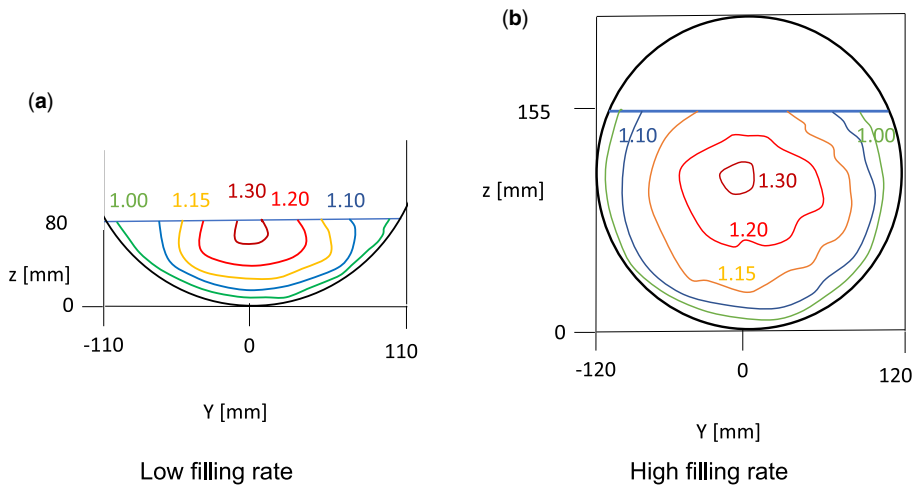 (a)
1.00 1.15 1.30 1.20 1.10
80
z [mm]
0
-110 0 110
Y [mm]
Low filling rate
(b)
155
1.10 1.00
z [mm]
1.30
1.20
1.15
0
-120 0 120
Y [mm]
High filling rate